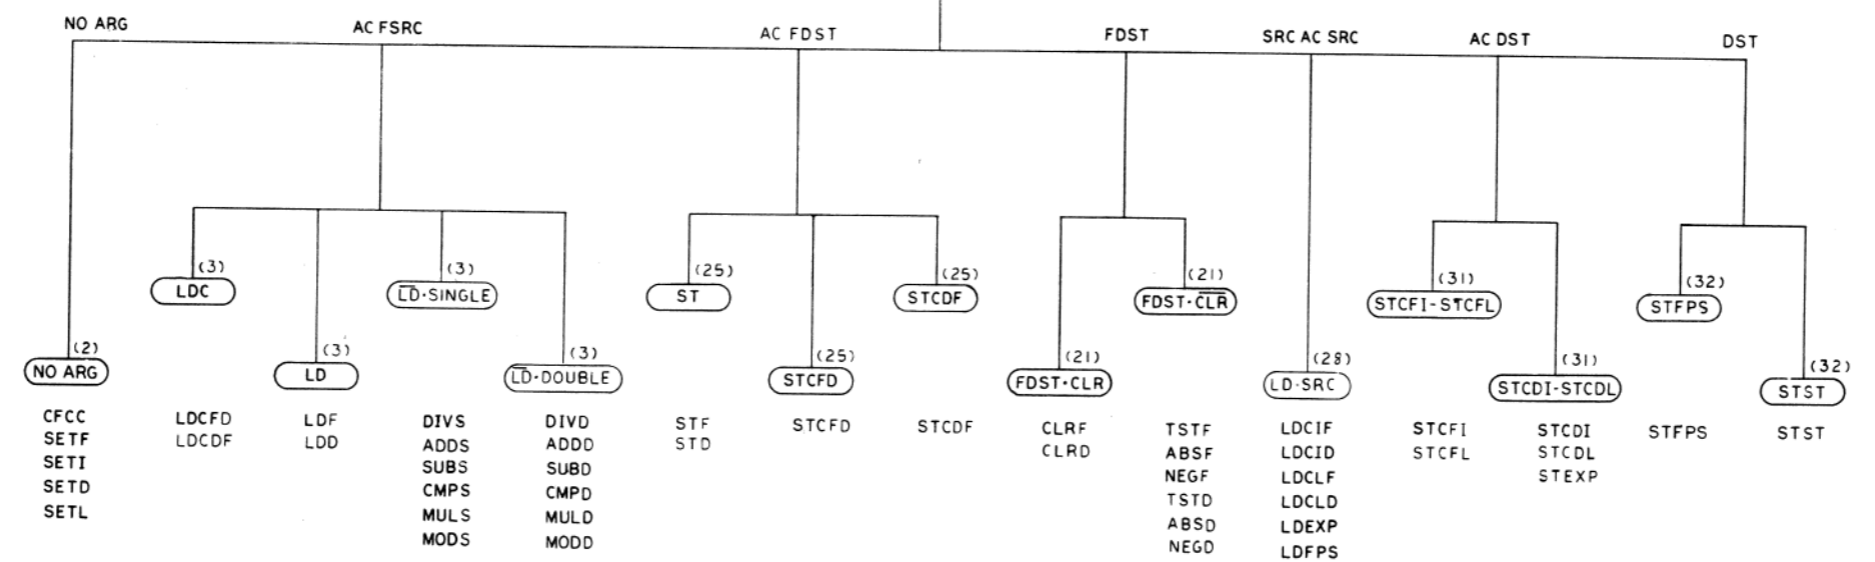 NO ARG
AC FSRC
AC FDST
FDST
SRC AC SRC
AC DST
DST
(3)
LDC
(3)
L̅D̅·SINGLE
(25)
ST
(25)
STCDF
(21)
FDST·C̅L̅R̅
(31)
STCFI-STCFL
(32)
STFPS
(2)
NO ARG
(3)
LD
(3)
L̅D̅·DOUBLE
(25)
STCFD
(21)
FDST·CLR
(28)
LD·SRC
(31)
STCDI-STCDL
(32)
STST
CFCC
SETF
SETI
SETD
SETL
LDCFD
LDCDF
LDF
LDD
DIVS
ADDS
SUBS
CMPS
MULS
MODS
DIVD
ADDD
SUBD
CMPD
MULD
MODD
STF
STD
STCFD
STCDF
CLRF
CLRD
TSTF
ABSF
NEGF
TSTD
ABSD
NEGD
LDCIF
LDCID
LDCLF
LDCLD
LDEXP
LDFPS
STCFI
STCFL
STCDI
STCDL
STEXP
STFPS
STST